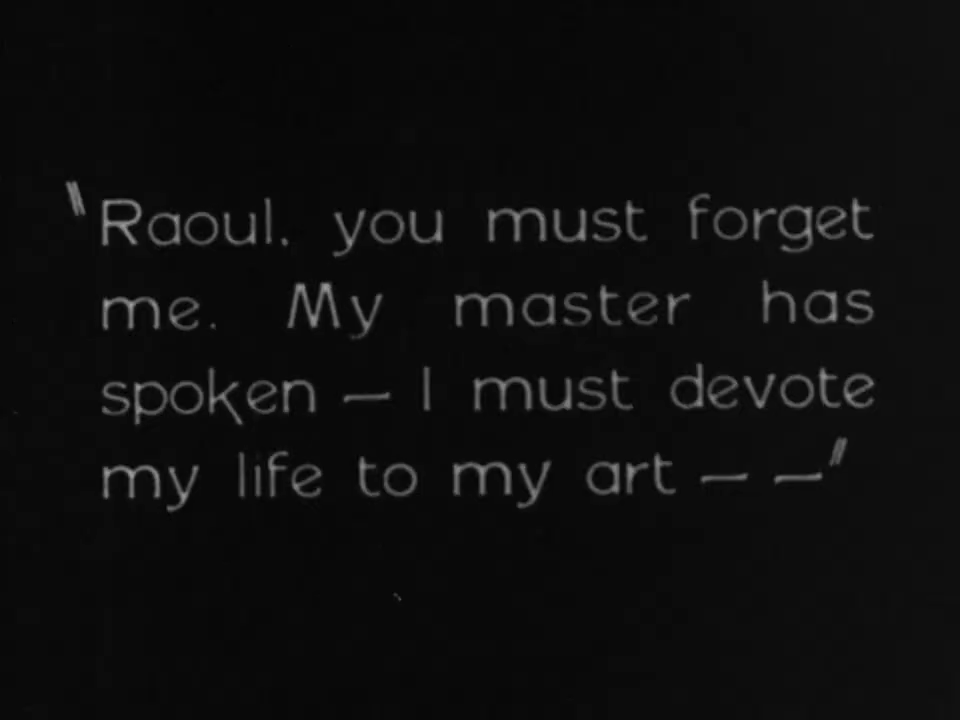 "Raoul, you must forget
me. My master has
spoken — I must devote
my life to my art — —"